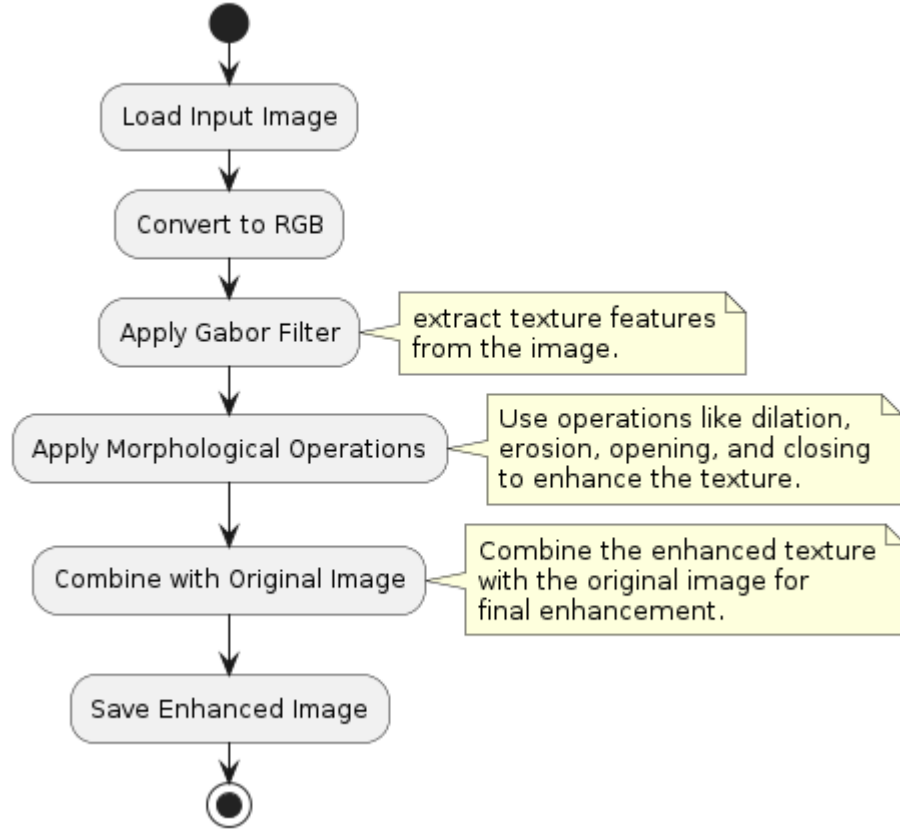 Load Input Image
Convert to RGB
Apply Gabor Filter
extract texture features
from the image.
Apply Morphological Operations
Use operations like dilation,
erosion, opening, and closing
to enhance the texture.
Combine with Original Image
Combine the enhanced texture
with the original image for
final enhancement.
Save Enhanced Image